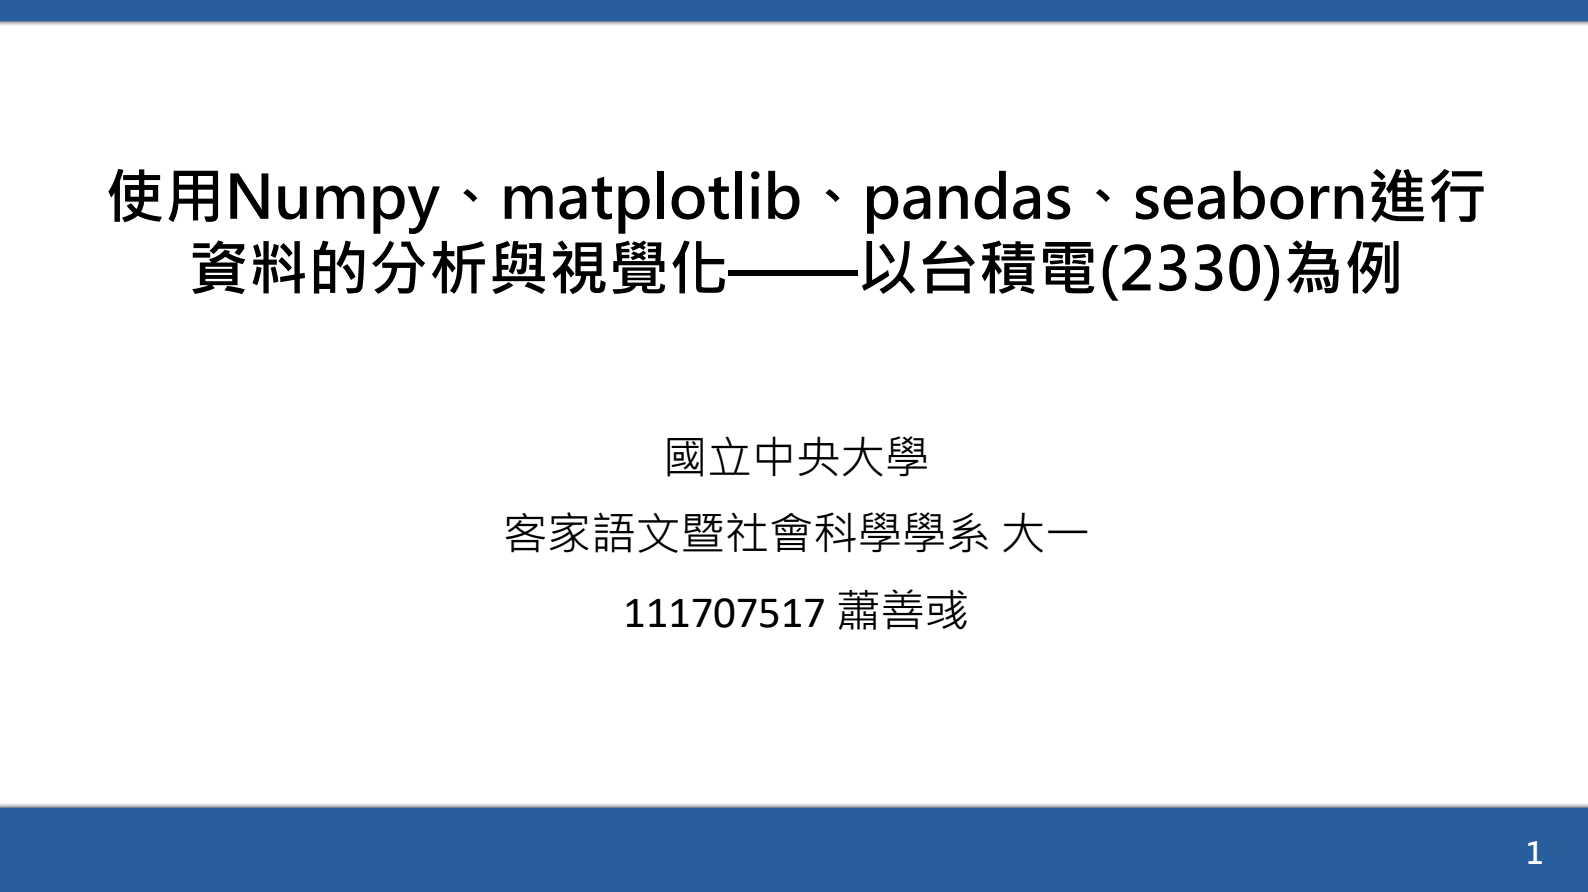 使用Numpy、matplotlib、pandas、seaborn進行
資料的分析與視覺化——以台積電(2330)為例
國立中央大學
客家語文暨社會科學學系 大一
111707517 蕭善彧
1